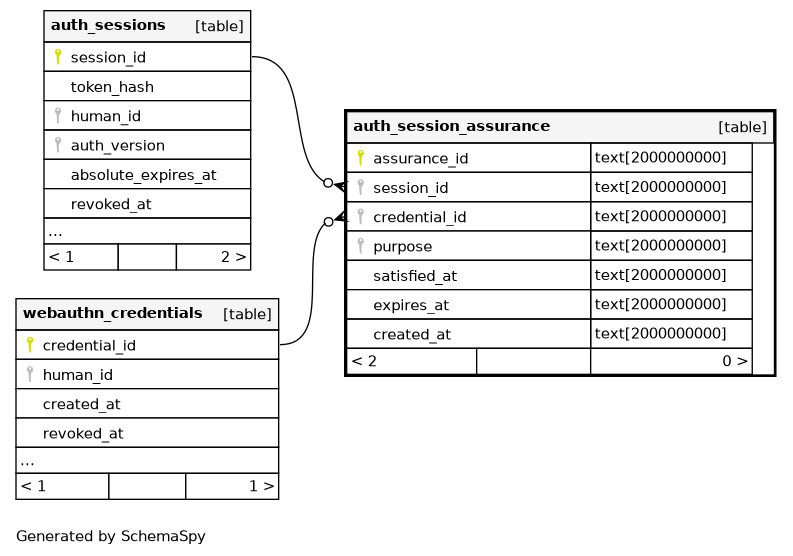 auth_sessions [table]
session_id
token_hash
human_id
auth_version
absolute_expires_at
revoked_at
...
< 1 2 >
auth_session_assurance [table]
assurance_id text[2000000000]
session_id text[2000000000]
credential_id text[2000000000]
purpose text[2000000000]
satisfied_at text[2000000000]
expires_at text[2000000000]
created_at text[2000000000]
< 2 0 >
webauthn_credentials [table]
credential_id
human_id
created_at
revoked_at
...
< 1 1 >
Generated by SchemaSpy